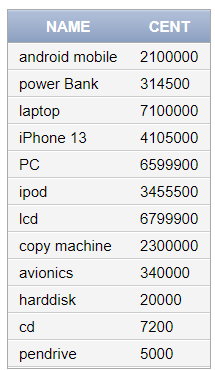 NAME CENT
android mobile 2100000
power Bank 314500
laptop 7100000
iPhone 13 4105000
PC 6599900
ipod 3455500
lcd 6799900
copy machine 2300000
avionics 340000
harddisk 20000
cd 7200
pendrive 5000